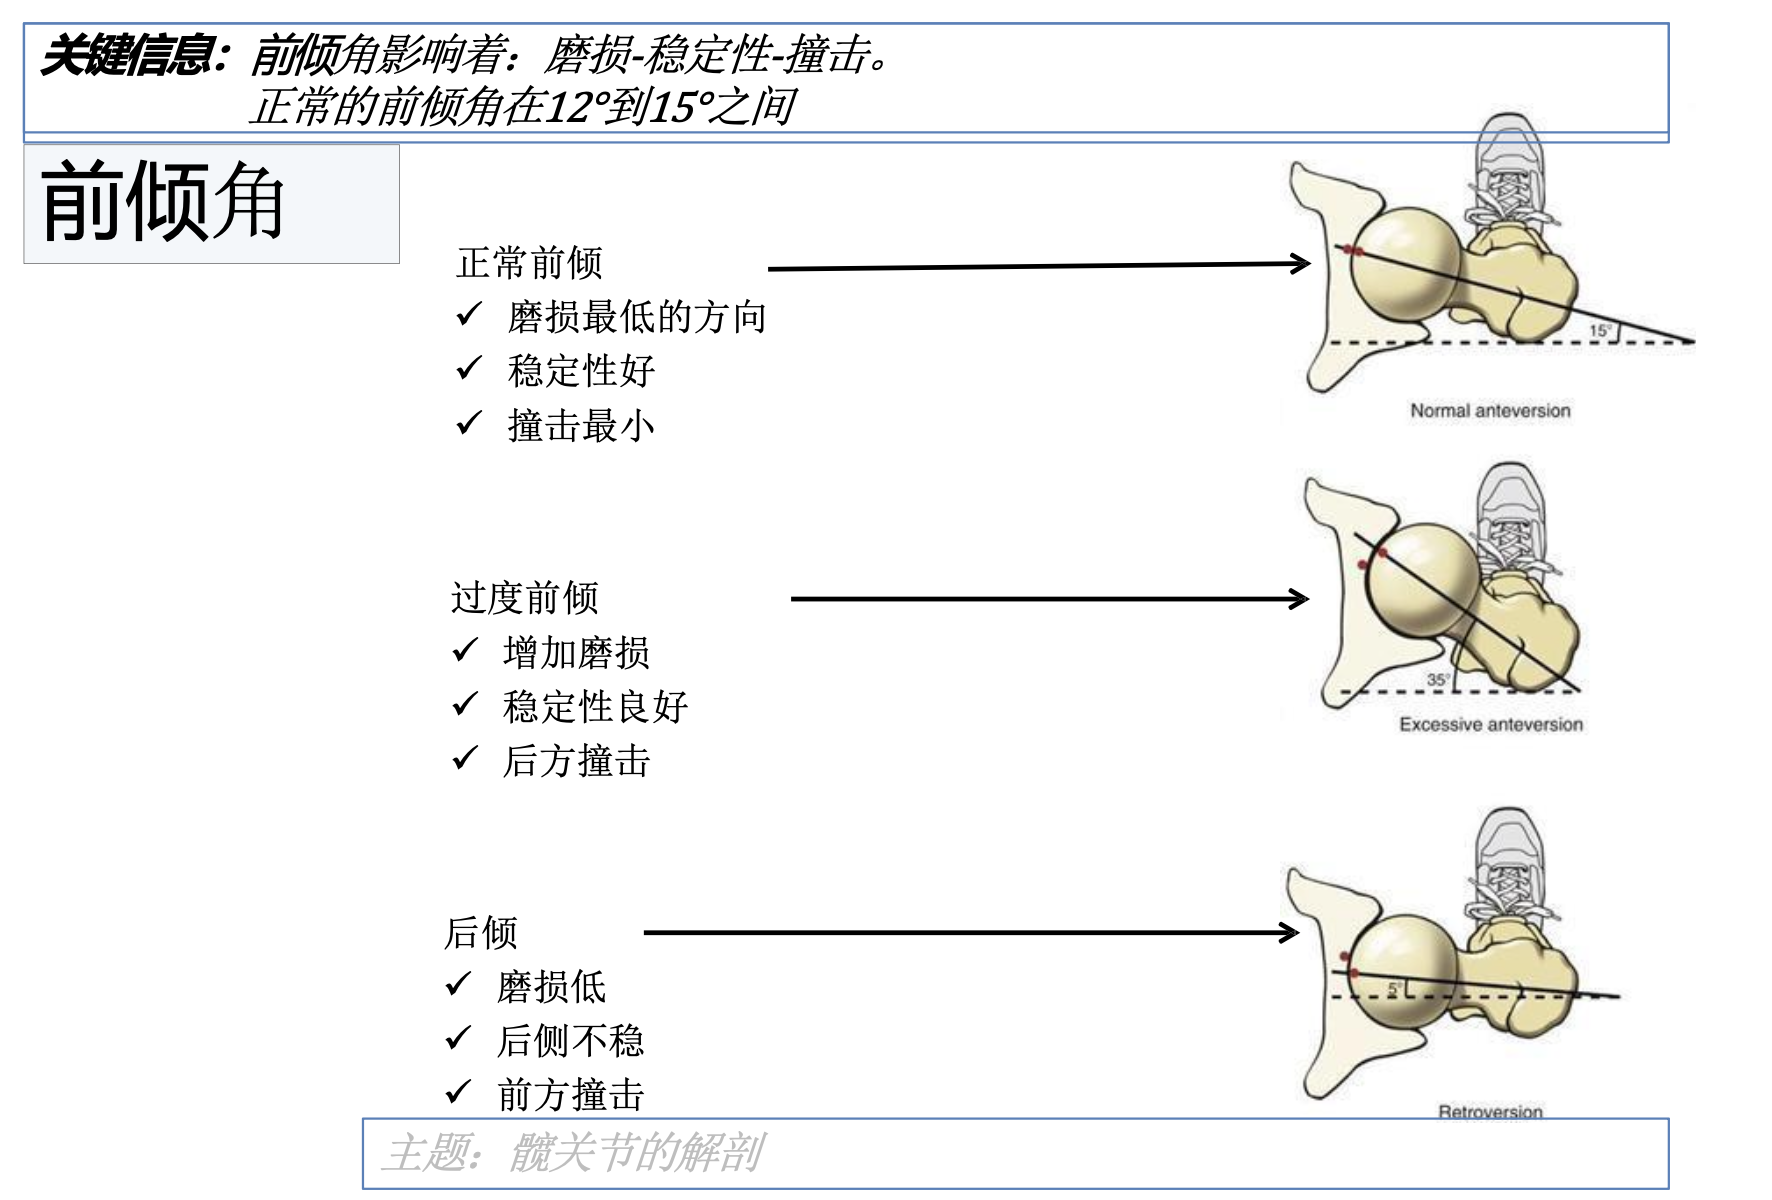 关键信息：前倾角影响着：磨损-稳定性-撞击。
正常的前倾角在12°到15°之间
前倾角
正常前倾
✓ 磨损最低的方向
✓ 稳定性好
✓ 撞击最小
15°
Normal anteversion
过度前倾
✓ 增加磨损
✓ 稳定性良好
✓ 后方撞击
35°
Excessive anteversion
后倾
✓ 磨损低
✓ 后侧不稳
✓ 前方撞击
5°
Retroversion
主题：髋关节的解剖